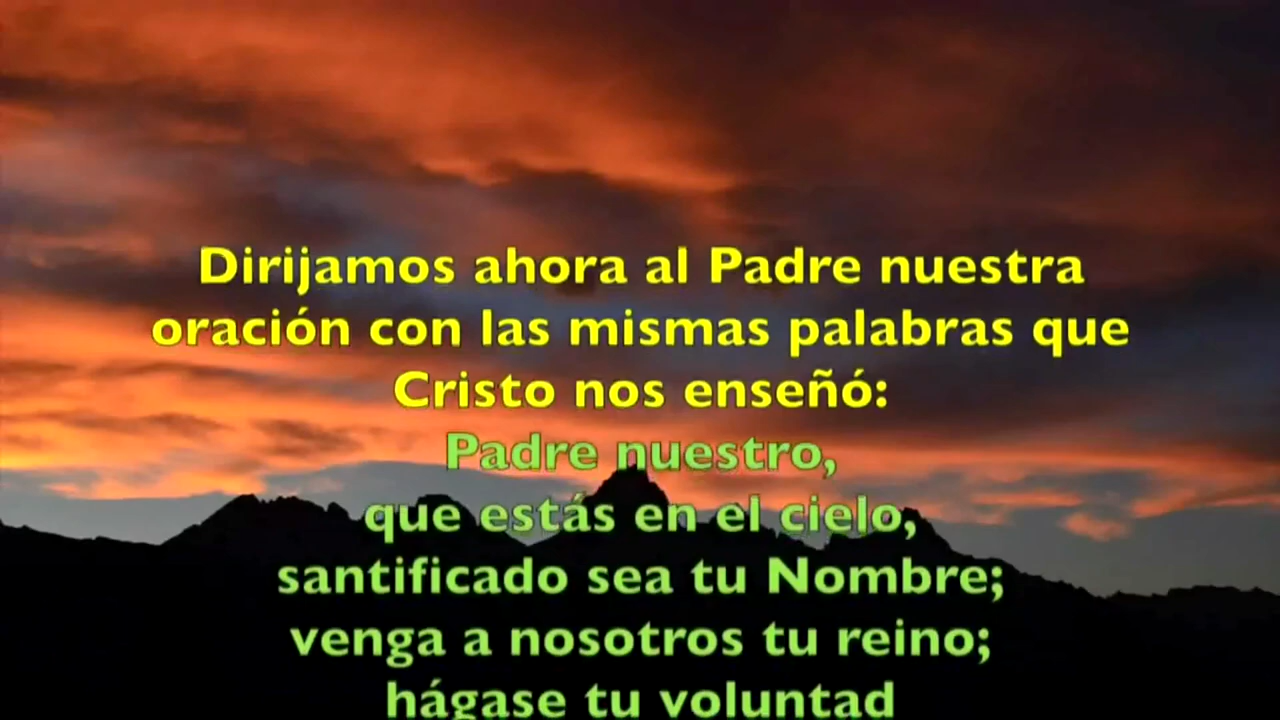 Dirijamos ahora al Padre nuestra
oración con las mismas palabras que
Cristo nos enseñó:
Padre nuestro,
que estás en el cielo,
santificado sea tu Nombre;
venga a nosotros tu reino;
hágase tu voluntad